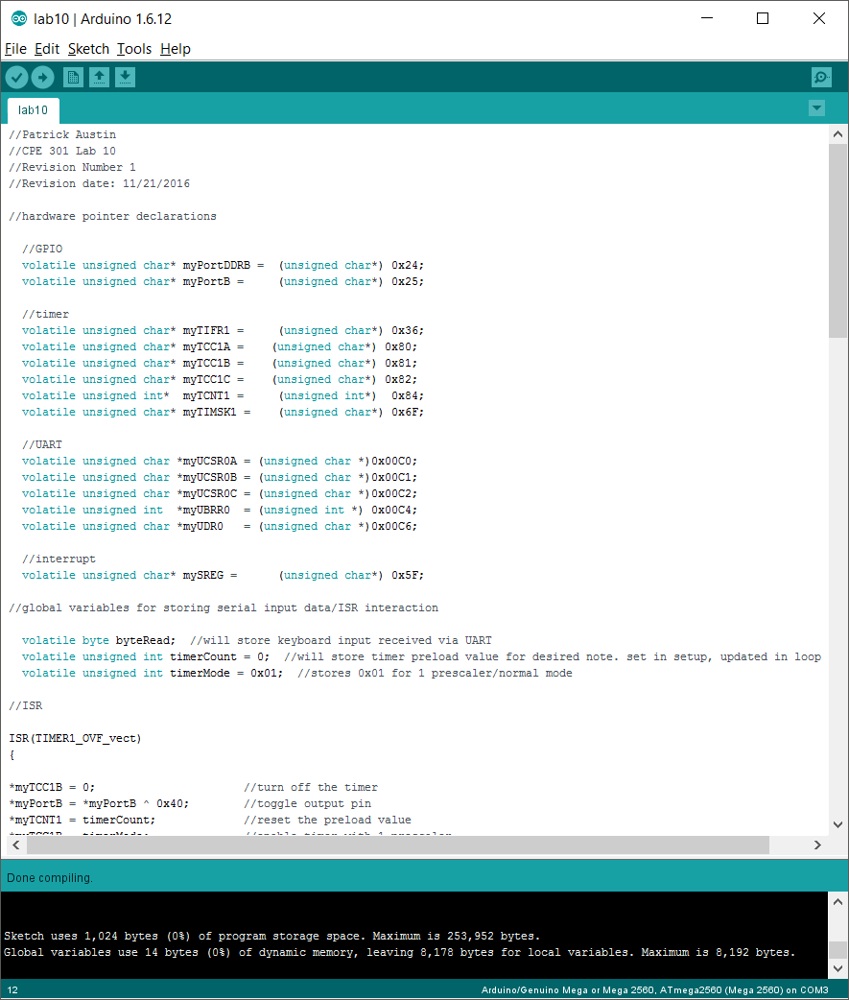 lab10 | Arduino 1.6.12
File Edit Sketch Tools Help
lab10
//Patrick Austin
//CPE 301 Lab 10
//Revision Number 1
//Revision date: 11/21/2016
//hardware pointer declarations
//GPIO
volatile unsigned char* myPortDDRB = (unsigned char*) 0x24;
volatile unsigned char* myPortB = (unsigned char*) 0x25;
//timer
volatile unsigned char* myTIFR1 = (unsigned char*) 0x36;
volatile unsigned char* myTCC1A = (unsigned char*) 0x80;
volatile unsigned char* myTCC1B = (unsigned char*) 0x81;
volatile unsigned char* myTCC1C = (unsigned char*) 0x82;
volatile unsigned int* myTCNT1 = (unsigned int*) 0x84;
volatile unsigned char* myTIMSK1 = (unsigned char*) 0x6F;
//UART
volatile unsigned char *myUCSR0A = (unsigned char *)0x00C0;
volatile unsigned char *myUCSR0B = (unsigned char *)0x00C1;
volatile unsigned char *myUCSR0C = (unsigned char *)0x00C2;
volatile unsigned int *myUBRR0 = (unsigned int *) 0x00C4;
volatile unsigned char *myUDR0 = (unsigned char *)0x00C6;
//interrupt
volatile unsigned char* mySREG = (unsigned char*) 0x5F;
//global variables for storing serial input data/ISR interaction
volatile byte byteRead; //will store keyboard input received via UART
volatile unsigned int timerCount = 0; //will store timer preload value for desired note. set in setup, updated in loop
volatile unsigned int timerMode = 0x01; //stores 0x01 for 1 prescaler/normal mode
//ISR
ISR(TIMER1_OVF_vect)
{
*myTCC1B = 0; //turn off the timer
*myPortB = *myPortB ^ 0x40; //toggle output pin
*myTCNT1 = timerCount; //reset the preload value
*myTCC1B = timerMode; //enable timer with 1 prescaler
Done compiling.
Sketch uses 1,024 bytes (0%) of program storage space. Maximum is 253,952 bytes.
Global variables use 14 bytes (0%) of dynamic memory, leaving 8,178 bytes for local variables. Maximum is 8,192 bytes.
12 Arduino/Genuino Mega or Mega 2560, ATmega2560 (Mega 2560) on COM3